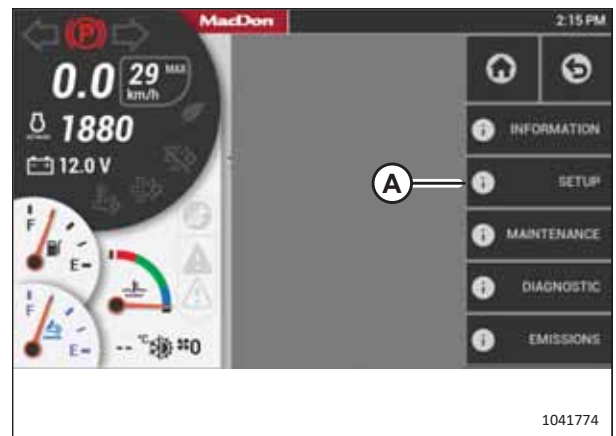 MacDon 2:15 PM
P
0.0 29 MAX
km/h
1880
12.0 V
F
E
F
E
-- °C 0
INFORMATION
A SETUP
MAINTENANCE
DIAGNOSTIC
EMISSIONS
1041774